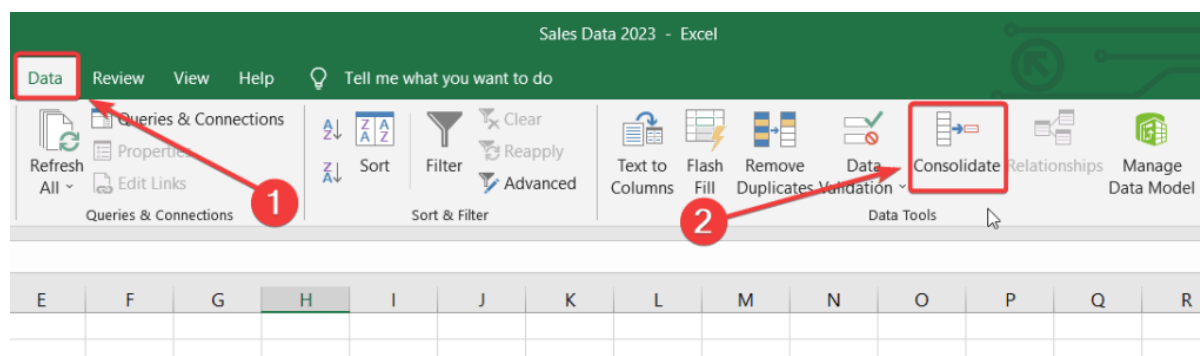 Sales Data 2023 - Excel
Data Review View Help Tell me what you want to do
Refresh All
Queries & Connections
Properties
Edit Links
Queries & Connections
A Z
Z A
Z A A Z
Sort
Filter
Clear
Reapply
Advanced
Sort & Filter
Text to Columns
Flash Fill
Remove Duplicates
Data Validation
Consolidate
Relationships
Manage Data Model
Data Tools
1
2
E F G H I J K L M N O P Q R